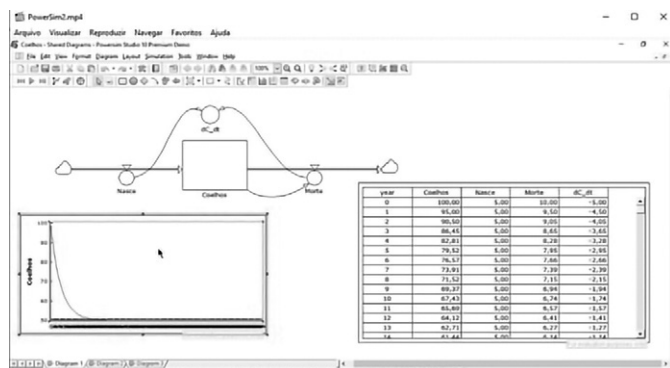 PowerSim2.mp4
Arquivo Visualizar Reproduzir Navegar Favoritos Ajuda
Coelhos - Shared Diagrams - Powersim Studio 10 Premium Demo
File Edit View Format Diagram Layout Simulation Tools Window Help
100%
dC_dt
Nasce
Coelhos
Morte
year Coelhos Nasce Morte dC_dt
0 100,00 5,00 10,00 -5,00
1 95,00 5,00 9,50 -4,50
2 90,50 5,00 9,05 -4,05
3 86,45 5,00 8,65 -3,65
4 82,81 5,00 8,28 -3,28
5 79,52 5,00 7,95 -2,95
6 76,57 5,00 7,66 -2,66
7 73,91 5,00 7,39 -2,39
8 71,52 5,00 7,15 -2,15
9 69,37 5,00 6,94 -1,94
10 67,43 5,00 6,74 -1,74
11 65,69 5,00 6,57 -1,57
12 64,12 5,00 6,41 -1,41
13 62,71 5,00 6,27 -1,27
100
90
80
70
60
50
Coelhos
Diagram 1 Diagram 2 Diagram 3